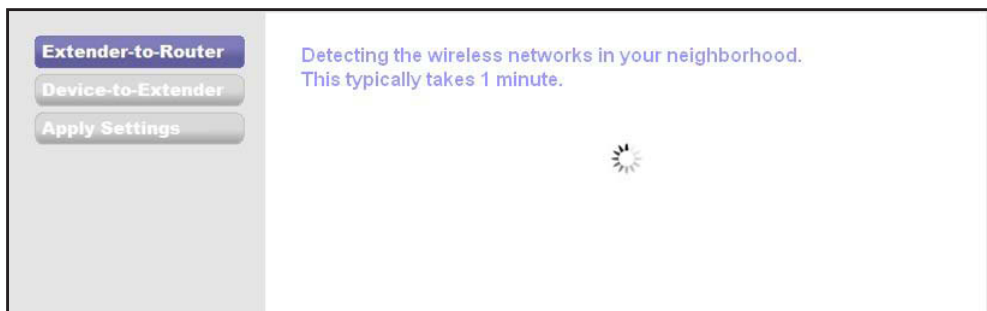 Extender-to-Router
Device-to-Extender
Apply Settings
Detecting the wireless networks in your neighborhood.
This typically takes 1 minute.